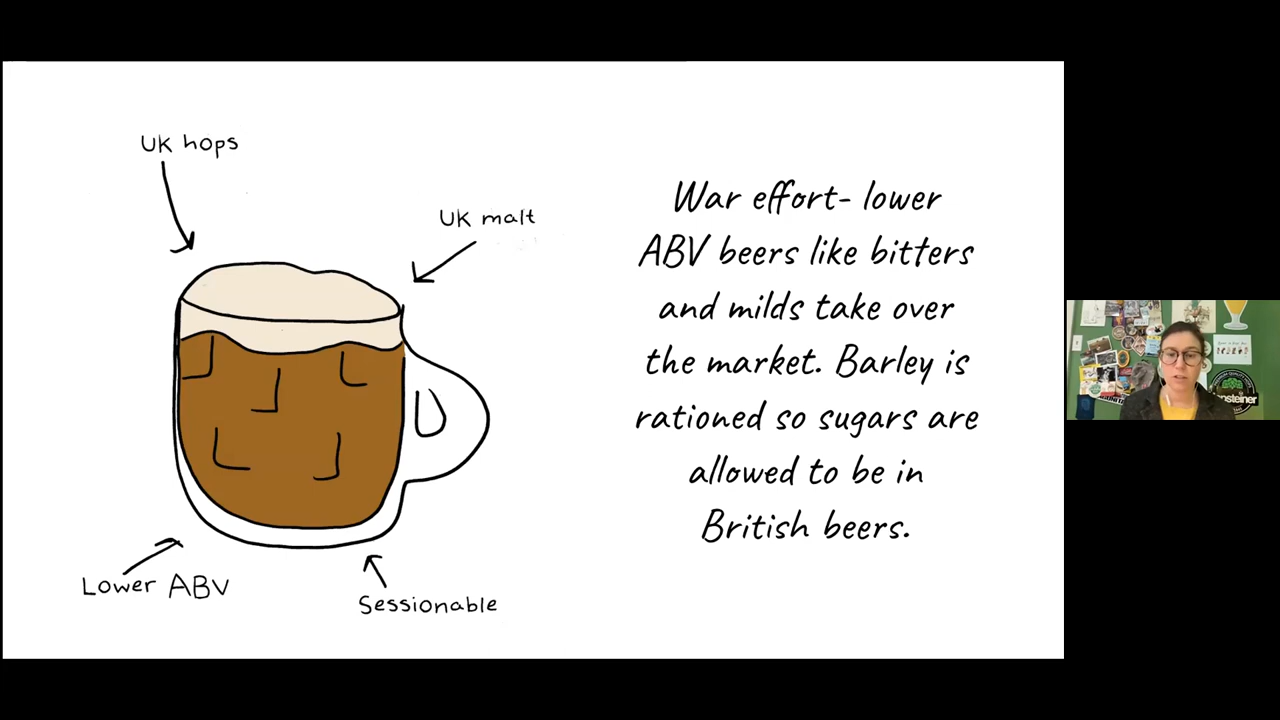 UK hops
UK malt
War effort- lower
ABV beers like bitters
and milds take over
the market. Barley is
rationed so sugars are
allowed to be in
British beers.
Lower ABV
Sessionable